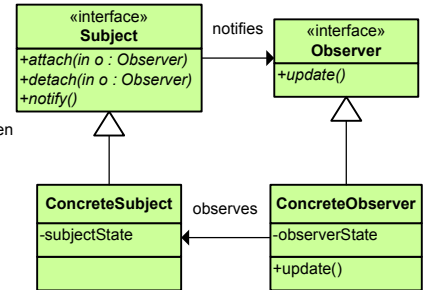 «interface»
Subject
+attach(in o : Observer)
+detach(in o : Observer)
+notify()
notifies
«interface»
Observer
+update()
en
ConcreteSubject
-subjectState
observes
ConcreteObserver
-observerState
+update()